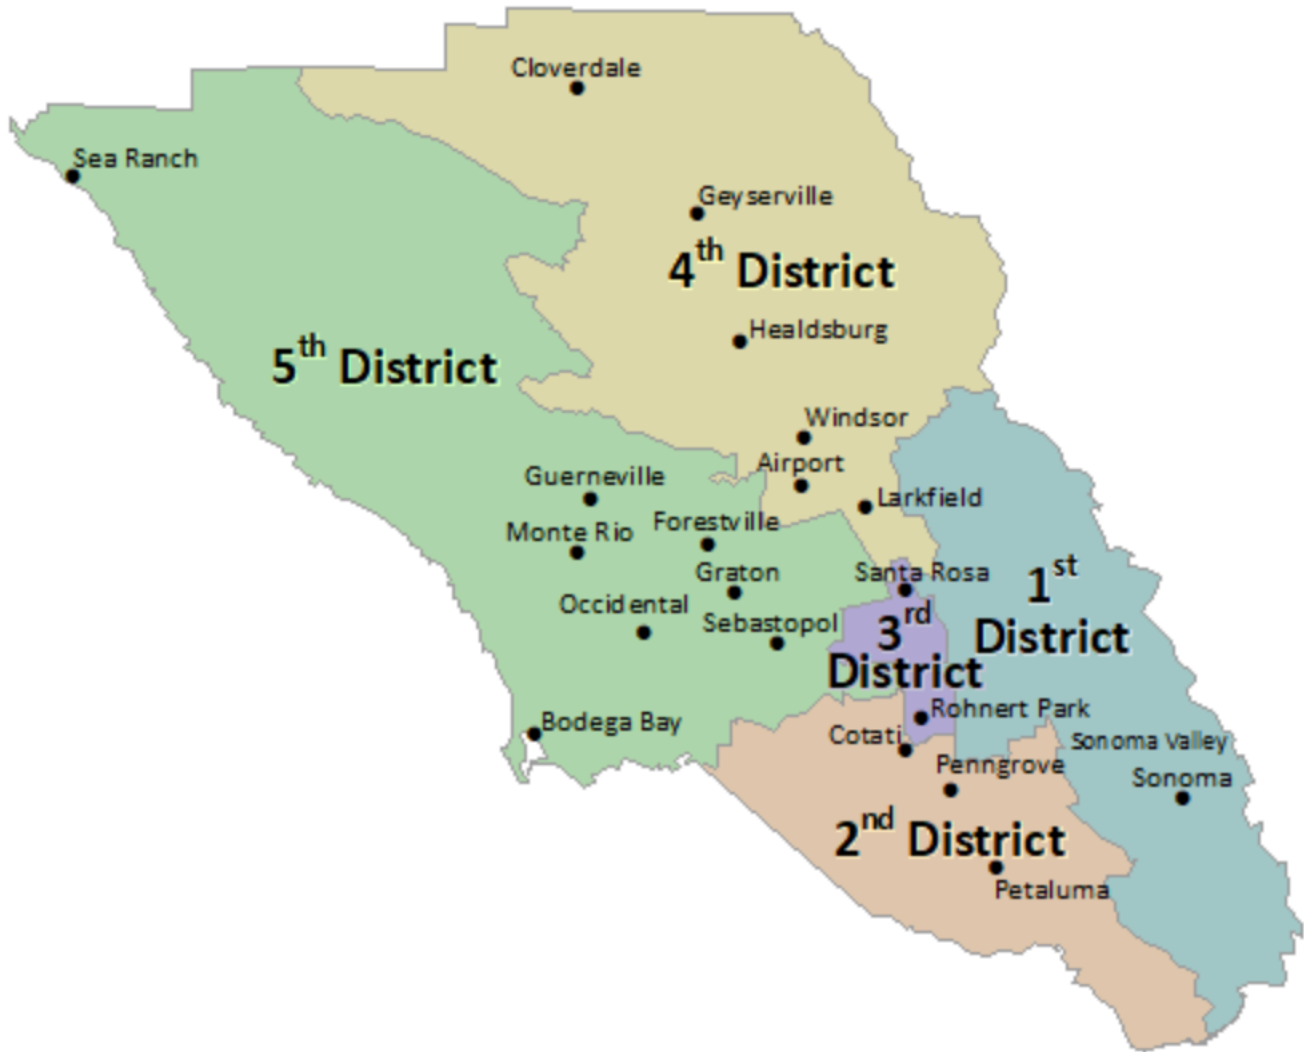 Cloverdale
Sea Ranch
Geyserville
4th District
Healdsburg
5th District
Windsor
Airport
Guerneville
Larkfield
Forestville
Monte Rio
Graton
Santa Rosa
1st
District
Occidental
Sebastopol
3rd
District
Rohnert Park
Bodega Bay
Cotati
Sonoma Valley
Penngrove
Sonoma
2nd District
Petaluma